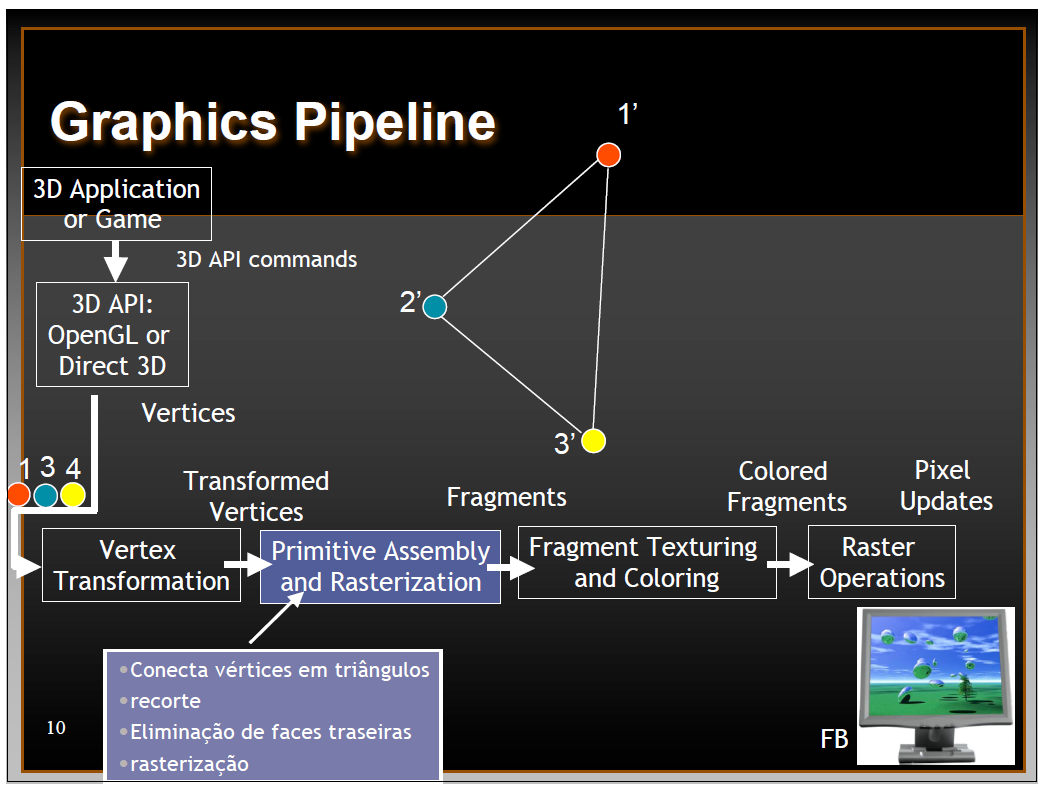 Graphics Pipeline
1’
3D Application
or Game
3D API commands
2’
3D API:
OpenGL or
Direct 3D
Vertices
3’
1 3 4
Transformed
Vertices
Fragments
Colored
Fragments
Pixel
Updates
Vertex
Transformation
Primitive Assembly
and Rasterization
Fragment Texturing
and Coloring
Raster
Operations
•Conecta vértices em triângulos
•recorte
•Eliminação de faces traseiras
•rasterização
10
FB